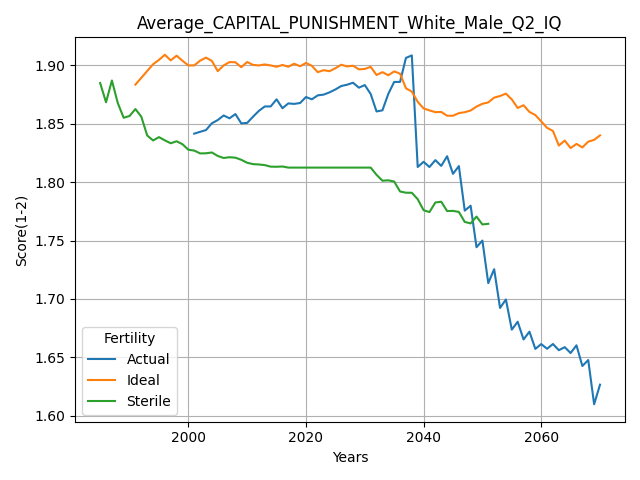 Average_CAPITAL_PUNISHMENT_White_Male_Q2_IQ
Score(1-2)
1.90
1.85
1.80
1.75
1.70
1.65
1.60
Fertility
Actual
Ideal
Sterile
2000
2020
2040
2060
Years